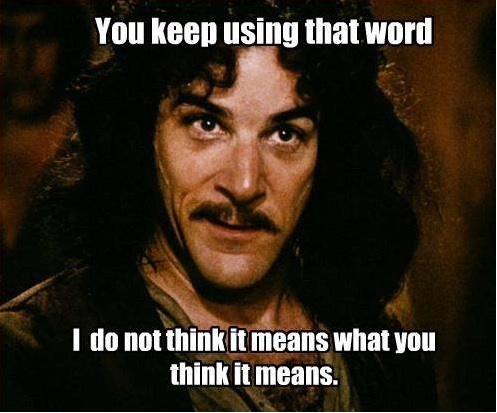 You keep using that word
I do not think it means what you
think it means.